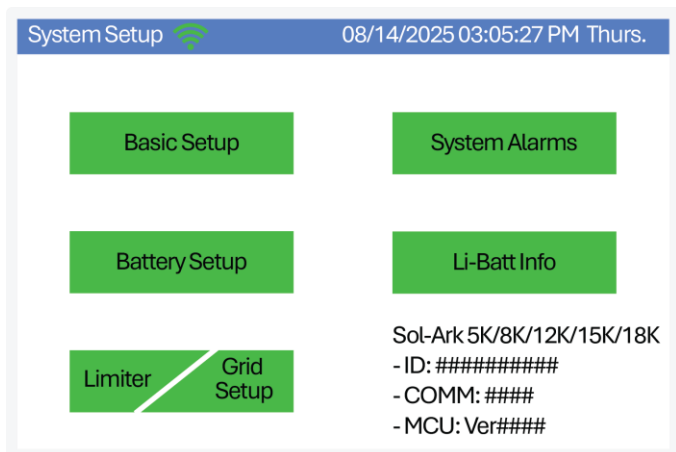 System Setup
08/14/2025 03:05:27 PM Thurs.
Basic Setup
System Alarms
Battery Setup
Li-Batt Info
Limiter
Grid
Setup
Sol-Ark 5K/8K/12K/15K/18K
- ID: ##########
- COMM: ####
- MCU: Ver####